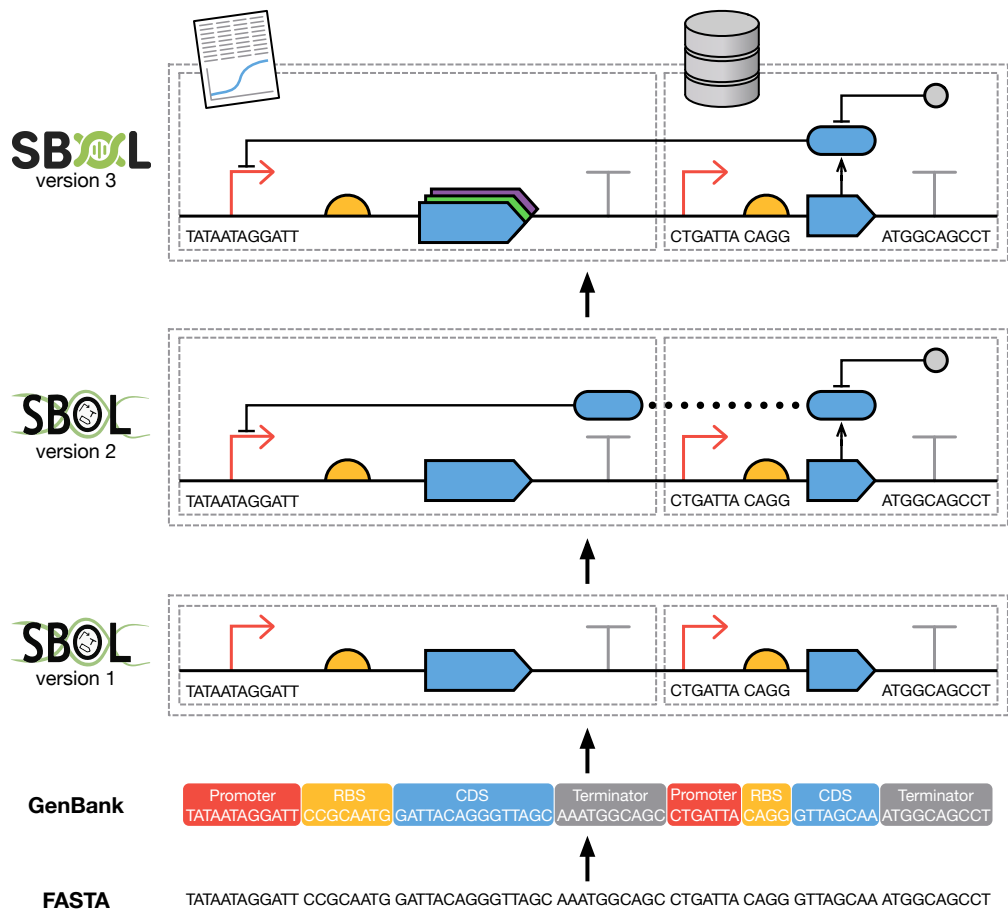 SBOL
version 3
TATAATAGGATT
CTGATTA CAGG
ATGGCAGCCT
SBOL
version 2
TATAATAGGATT
CTGATTA CAGG
ATGGCAGCCT
SBOL
version 1
TATAATAGGATT
CTGATTA CAGG
ATGGCAGCCT
GenBank
Promoter RBS CDS Terminator Promoter RBS CDS Terminator
TATAATAGGATT CCGCAATG GATTACAGGGTTAGC AAATGGCAGC CTGATTA CAGG GTTAGCAA ATGGCAGCCT
FASTA
TATAATAGGATT CCGCAATG GATTACAGGGTTAGC AAATGGCAGC CTGATTA CAGG GTTAGCAA ATGGCAGCCT